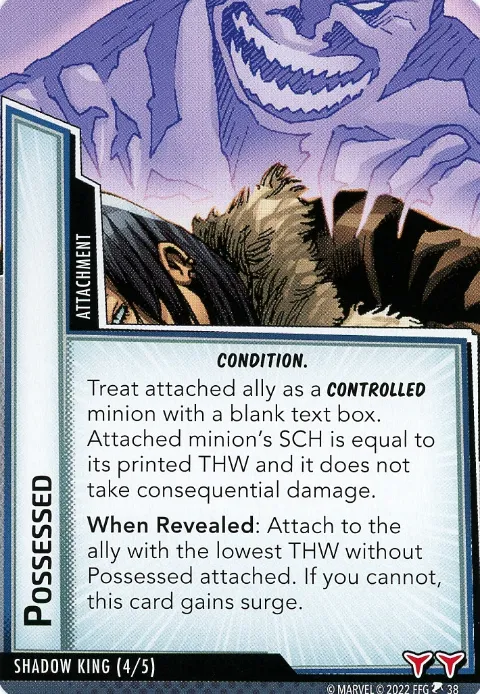 ATTACHMENT
CONDITION.
Treat attached ally as a CONTROLLED
minion with a blank text box.
Attached minion's SCH is equal to
its printed THW and it does not
take consequential damage.
When Revealed: Attach to the
ally with the lowest THW without
Possessed attached. If you cannot,
this card gains surge.
POSSESSED
SHADOW KING (4/5)
© MARVEL © 2022 FFG 38